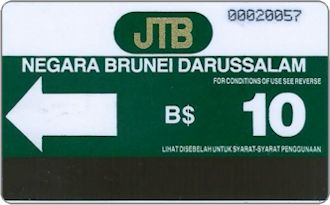 JTB
00020057
NEGARA BRUNEI DARUSSALAM
FOR CONDITIONS OF USE SEE REVERSE
B$ 10
LIHAT DISEBELAH UNTUK SYARAT-SYARAT PENGGUNAAN